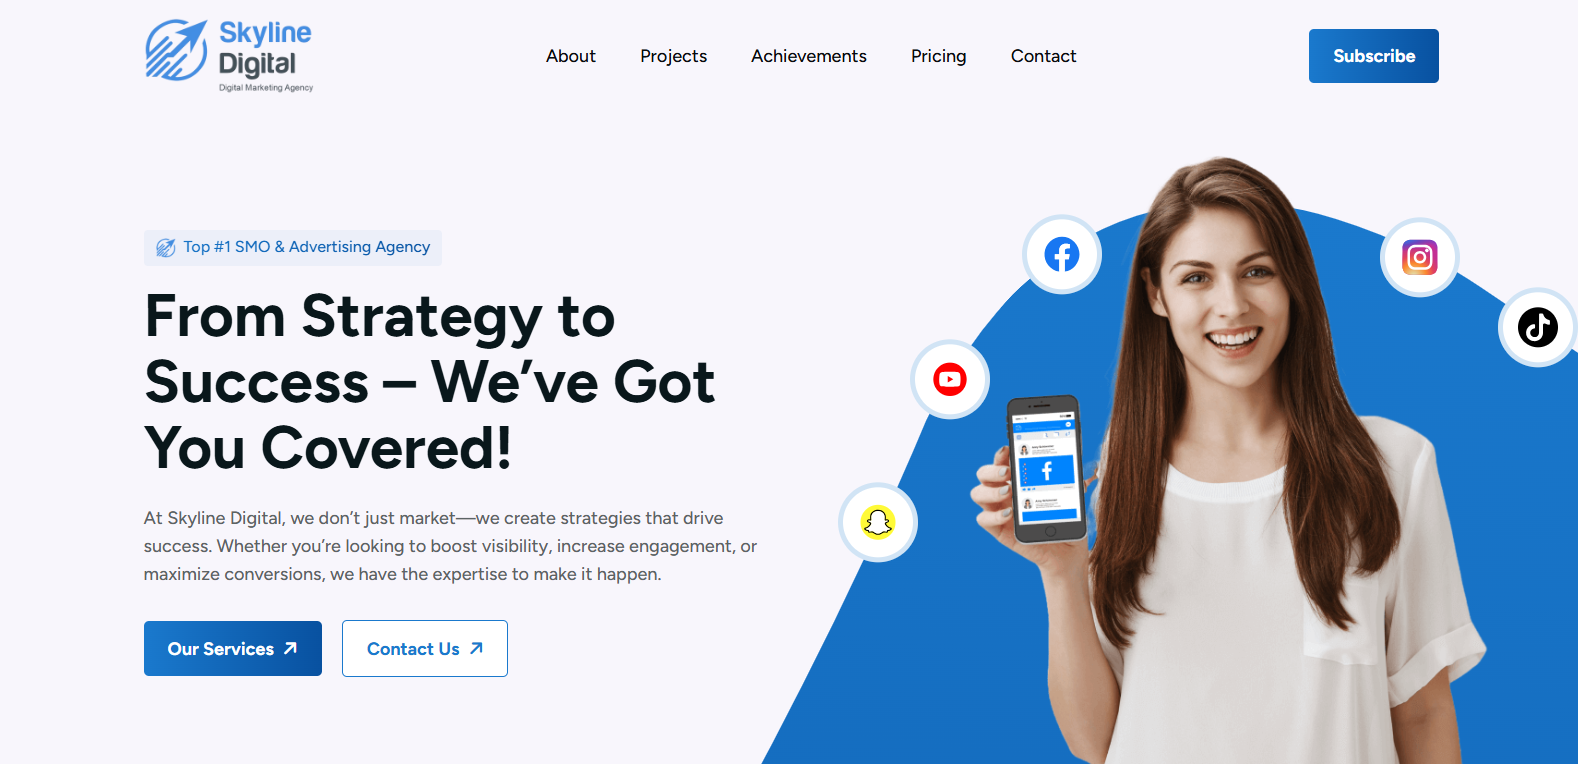 Skyline
Digital
Digital Marketing Agency
About
Projects
Achievements
Pricing
Contact
Subscribe
Top #1 SMO & Advertising Agency
From Strategy to
Success – We’ve Got
You Covered!
At Skyline Digital, we don’t just market—we create strategies that drive
success. Whether you’re looking to boost visibility, increase engagement, or
maximize conversions, we have the expertise to make it happen.
Our Services
Contact Us